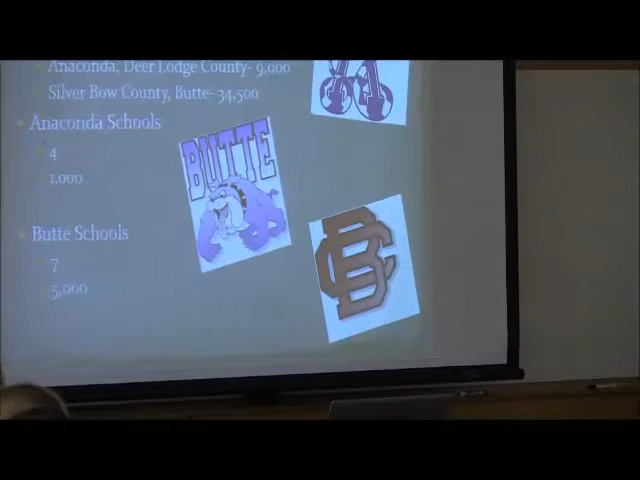 Anaconda, Deer Lodge County- 9,000
Silver Bow County, Butte- 34,500
Anaconda Schools
4
1,000
BUTTE
Butte Schools
7
5,000
BC